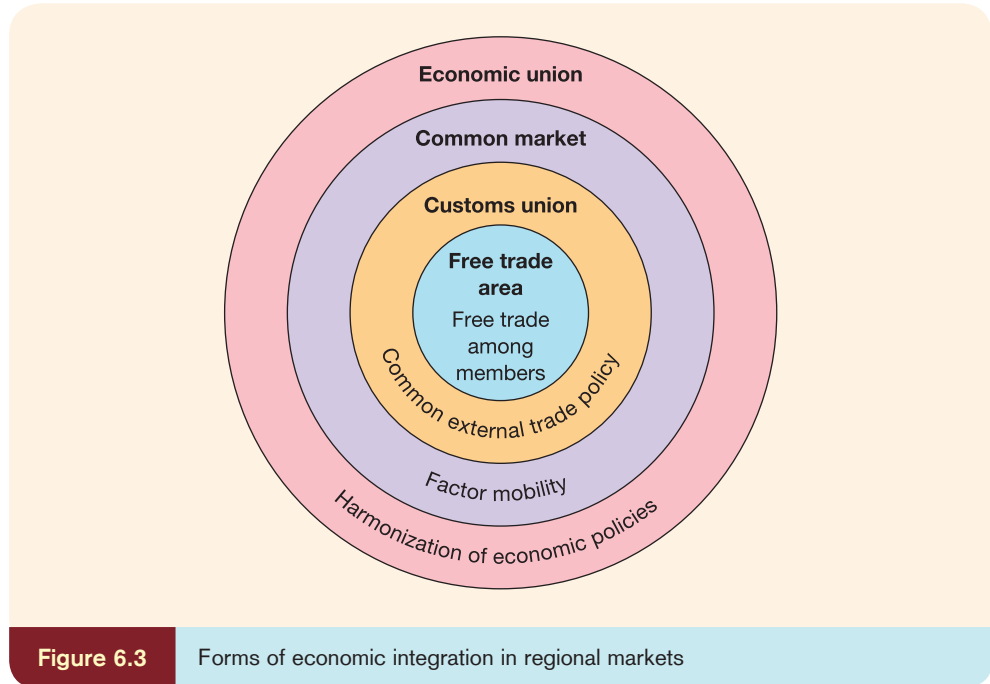 Economic union
Common market
Customs union
Free trade
area
Free trade
among
members
Common external trade policy
Factor mobility
Harmonization of economic policies
Figure 6.3
Forms of economic integration in regional markets